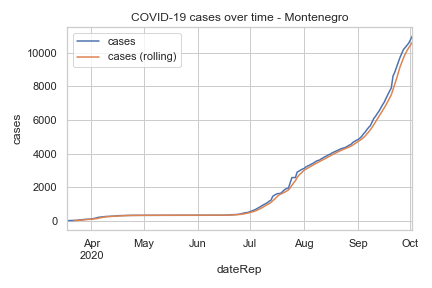 COVID-19 cases over time - Montenegro
cases
cases (rolling)
10000
8000
6000
4000
2000
0
cases
Apr May Jun Jul Aug Sep Oct
2020
dateRep